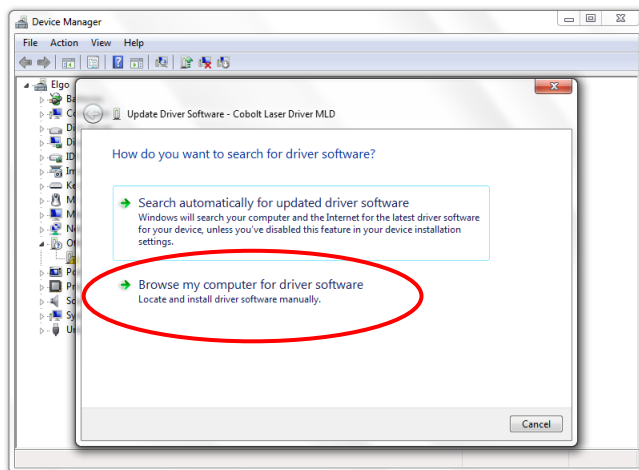 Device Manager
File Action View Help
Elgo
Update Driver Software - Cobolt Laser Driver MLD
How do you want to search for driver software?
Search automatically for updated driver software
Windows will search your computer and the Internet for the latest driver software
for your device, unless you've disabled this feature in your device installation
settings.
Browse my computer for driver software
Locate and install driver software manually.
Cancel